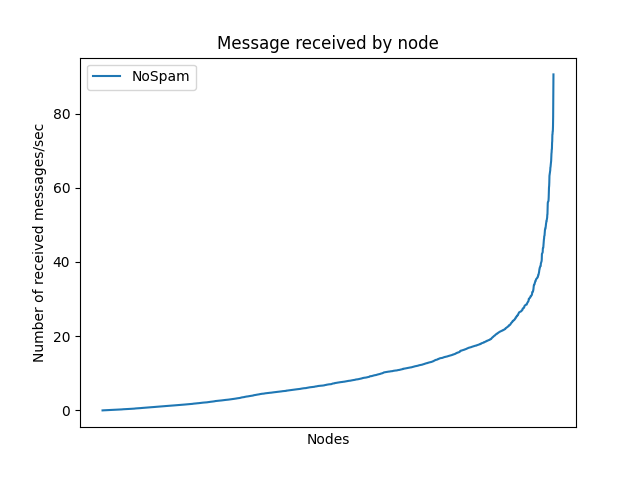 Message received by node
NoSpam
Number of received messages/sec
80
60
40
20
0
Nodes